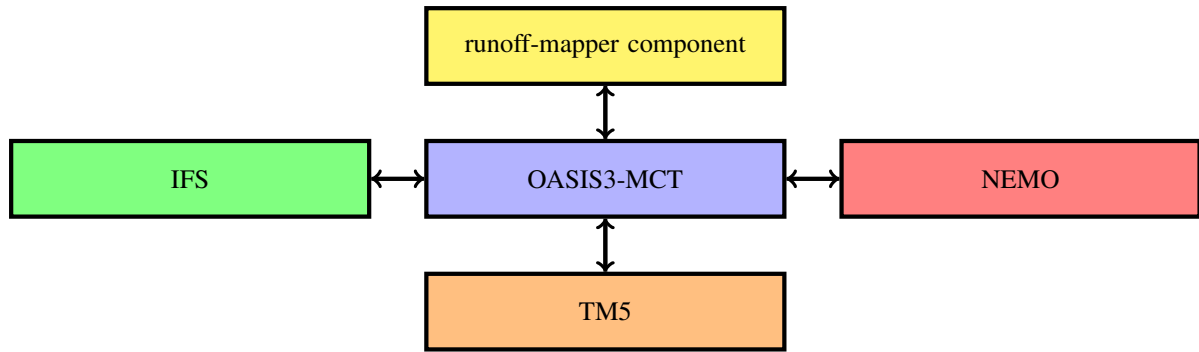 runoff-mapper component
IFS
OASIS3-MCT
NEMO
TM5